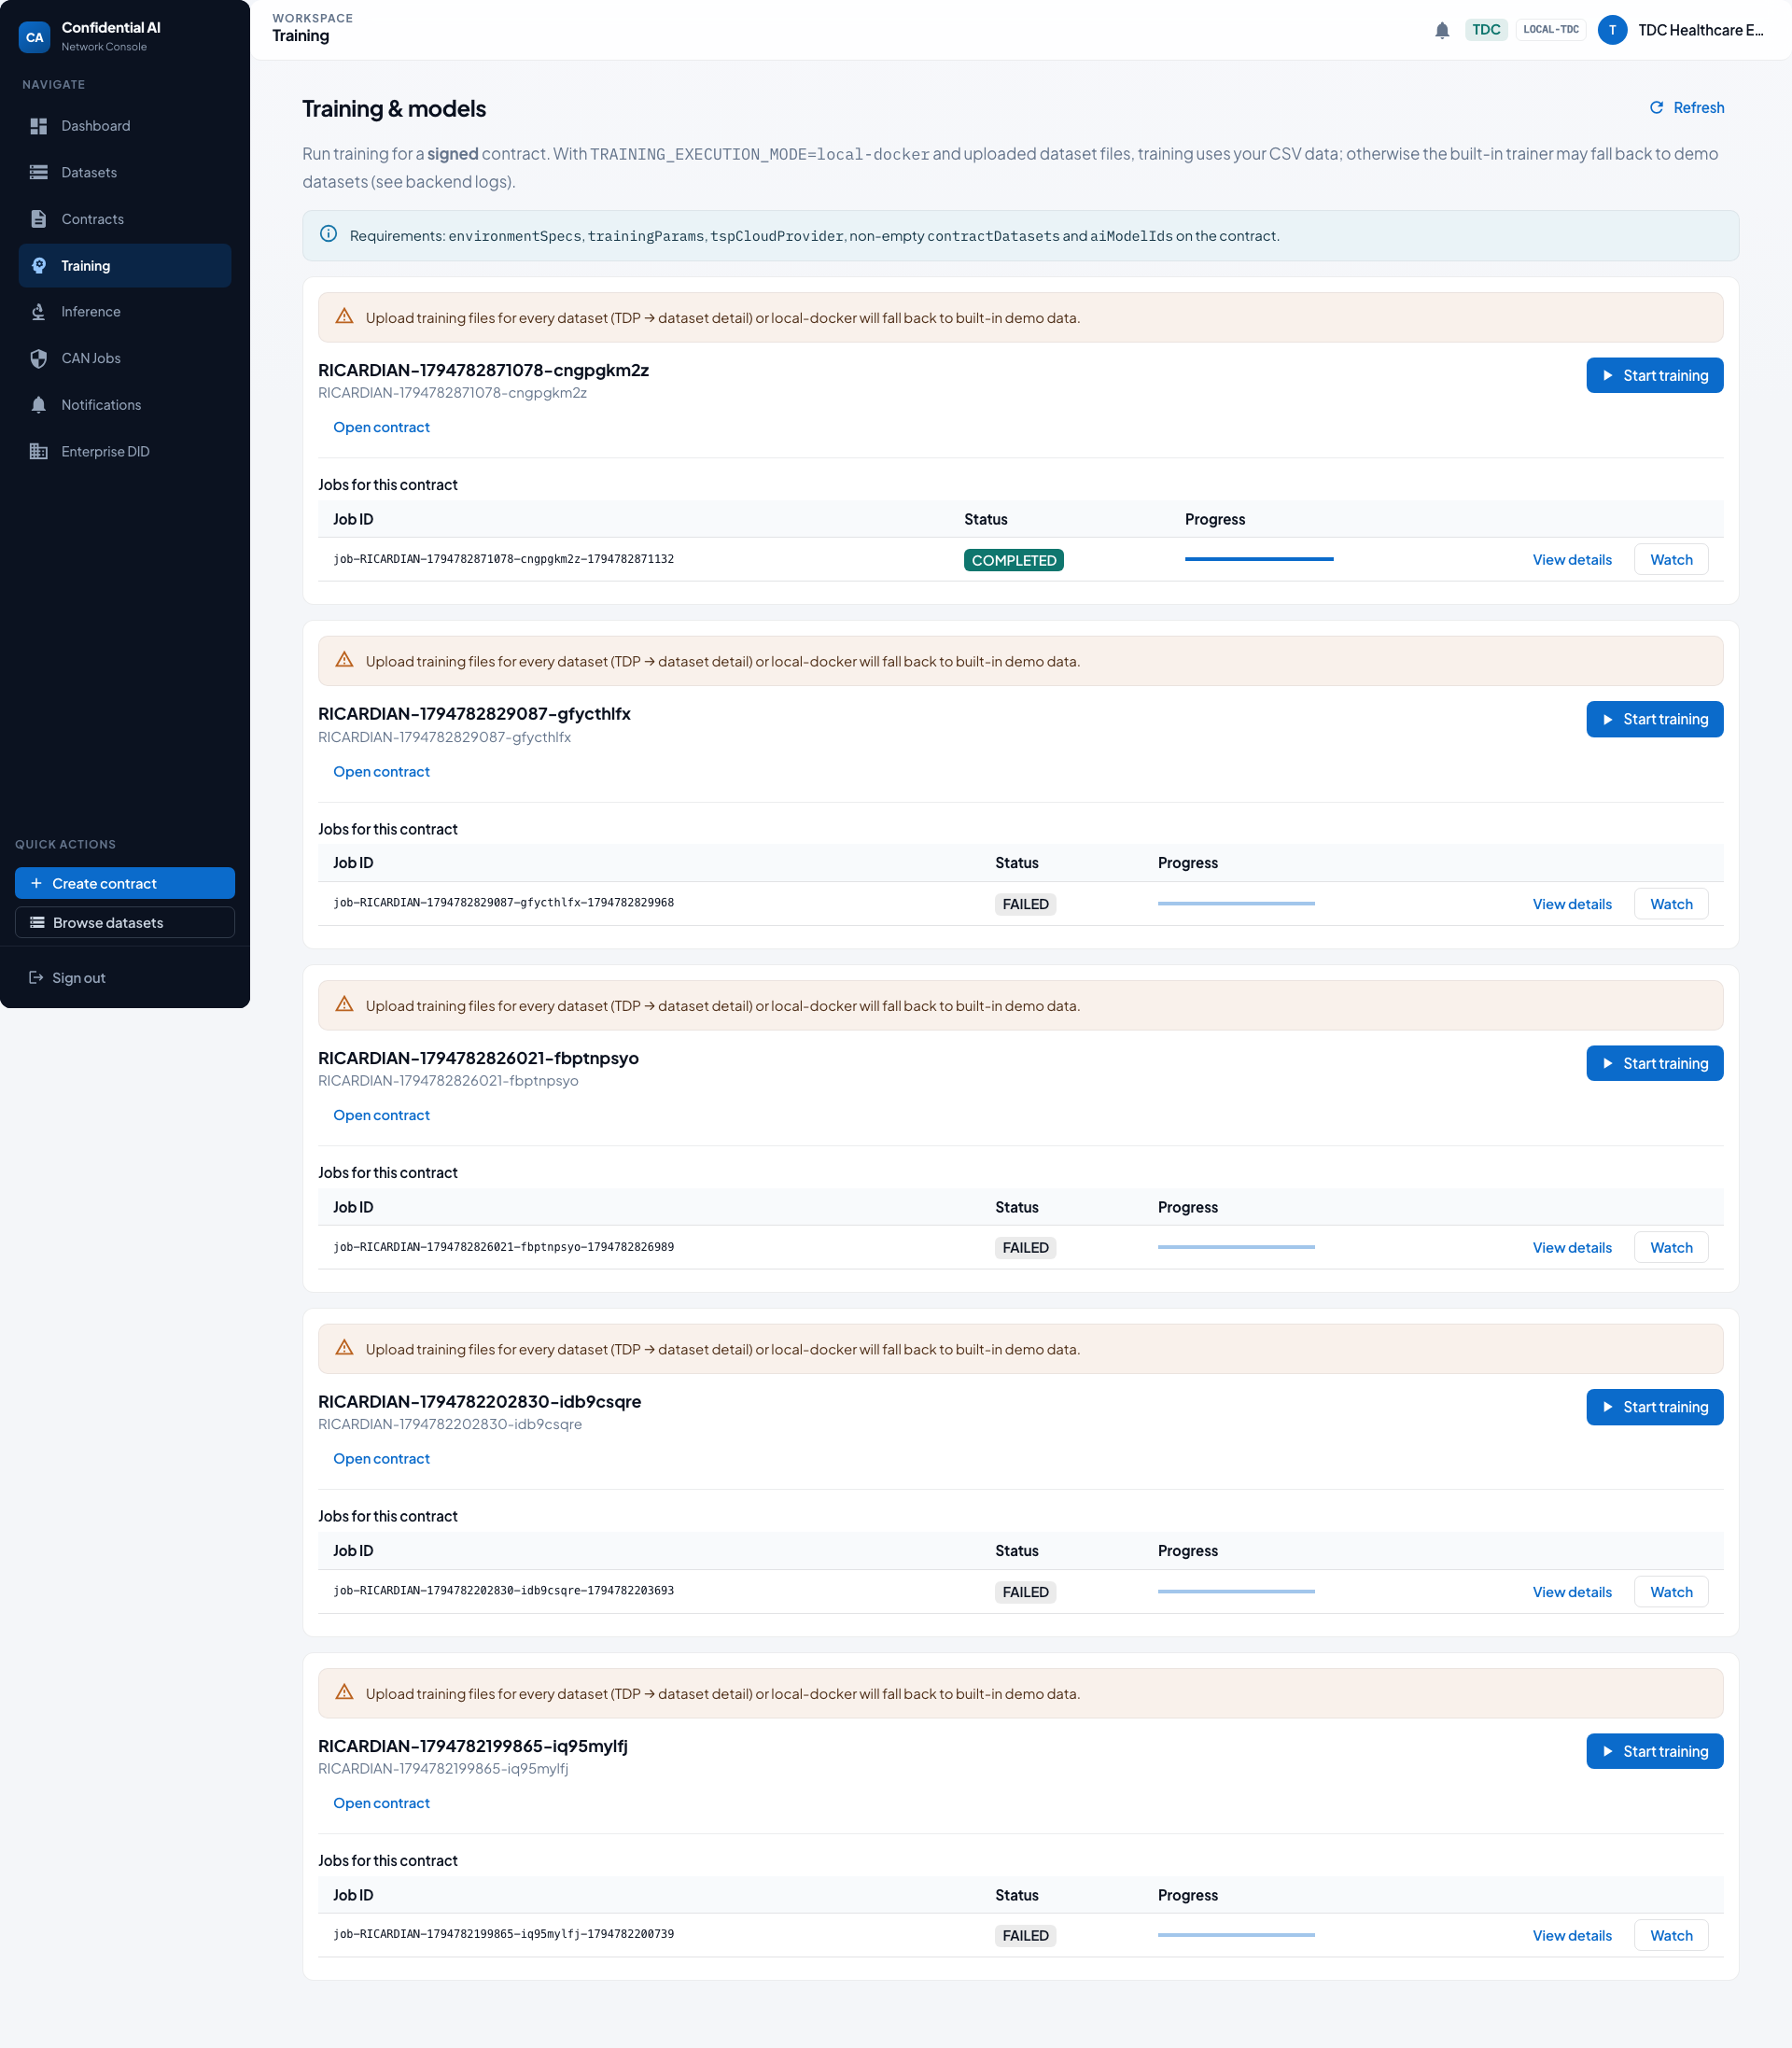 CA
Confidential AI
Network Console
NAVIGATE
Dashboard
Datasets
Contracts
Training
Inference
CAN Jobs
Notifications
Enterprise DID
QUICK ACTIONS
+ Create contract
Browse datasets
Sign out
WORKSPACE
Training
TDC
LOCAL-TDC
T
TDC Healthcare E...
Training & models
Refresh
Run training for a signed contract. With TRAINING_EXECUTION_MODE=local-docker and uploaded dataset files, training uses your CSV data; otherwise the built-in trainer may fall back to demo
datasets (see backend logs).
Requirements: environmentSpecs, trainingParams, tspCloudProvider, non-empty contractDatasets and aiModelIds on the contract.
Upload training files for every dataset (TDP → dataset detail) or local-docker will fall back to built-in demo data.
RICARDIAN-1794782871078-cngpgkm2z
Start training
RICARDIAN-1794782871078-cngpgkm2z
Open contract
Jobs for this contract
Job ID Status Progress
job-RICARDIAN-1794782871078-cngpgkm2z-1794782871132 COMPLETED View details Watch
Upload training files for every dataset (TDP → dataset detail) or local-docker will fall back to built-in demo data.
RICARDIAN-1794782829087-gfycthlfx
Start training
RICARDIAN-1794782829087-gfycthlfx
Open contract
Jobs for this contract
Job ID Status Progress
job-RICARDIAN-1794782829087-gfycthlfx-1794782829968 FAILED View details Watch
Upload training files for every dataset (TDP → dataset detail) or local-docker will fall back to built-in demo data.
RICARDIAN-1794782826021-fbptnpsyo
Start training
RICARDIAN-1794782826021-fbptnpsyo
Open contract
Jobs for this contract
Job ID Status Progress
job-RICARDIAN-1794782826021-fbptnpsyo-1794782826989 FAILED View details Watch
Upload training files for every dataset (TDP → dataset detail) or local-docker will fall back to built-in demo data.
RICARDIAN-1794782202830-idb9csqre
Start training
RICARDIAN-1794782202830-idb9csqre
Open contract
Jobs for this contract
Job ID Status Progress
job-RICARDIAN-1794782202830-idb9csqre-1794782203693 FAILED View details Watch
Upload training files for every dataset (TDP → dataset detail) or local-docker will fall back to built-in demo data.
RICARDIAN-1794782199865-iq95mylfj
Start training
RICARDIAN-1794782199865-iq95mylfj
Open contract
Jobs for this contract
Job ID Status Progress
job-RICARDIAN-1794782199865-iq95mylfj-1794782200739 FAILED View details Watch